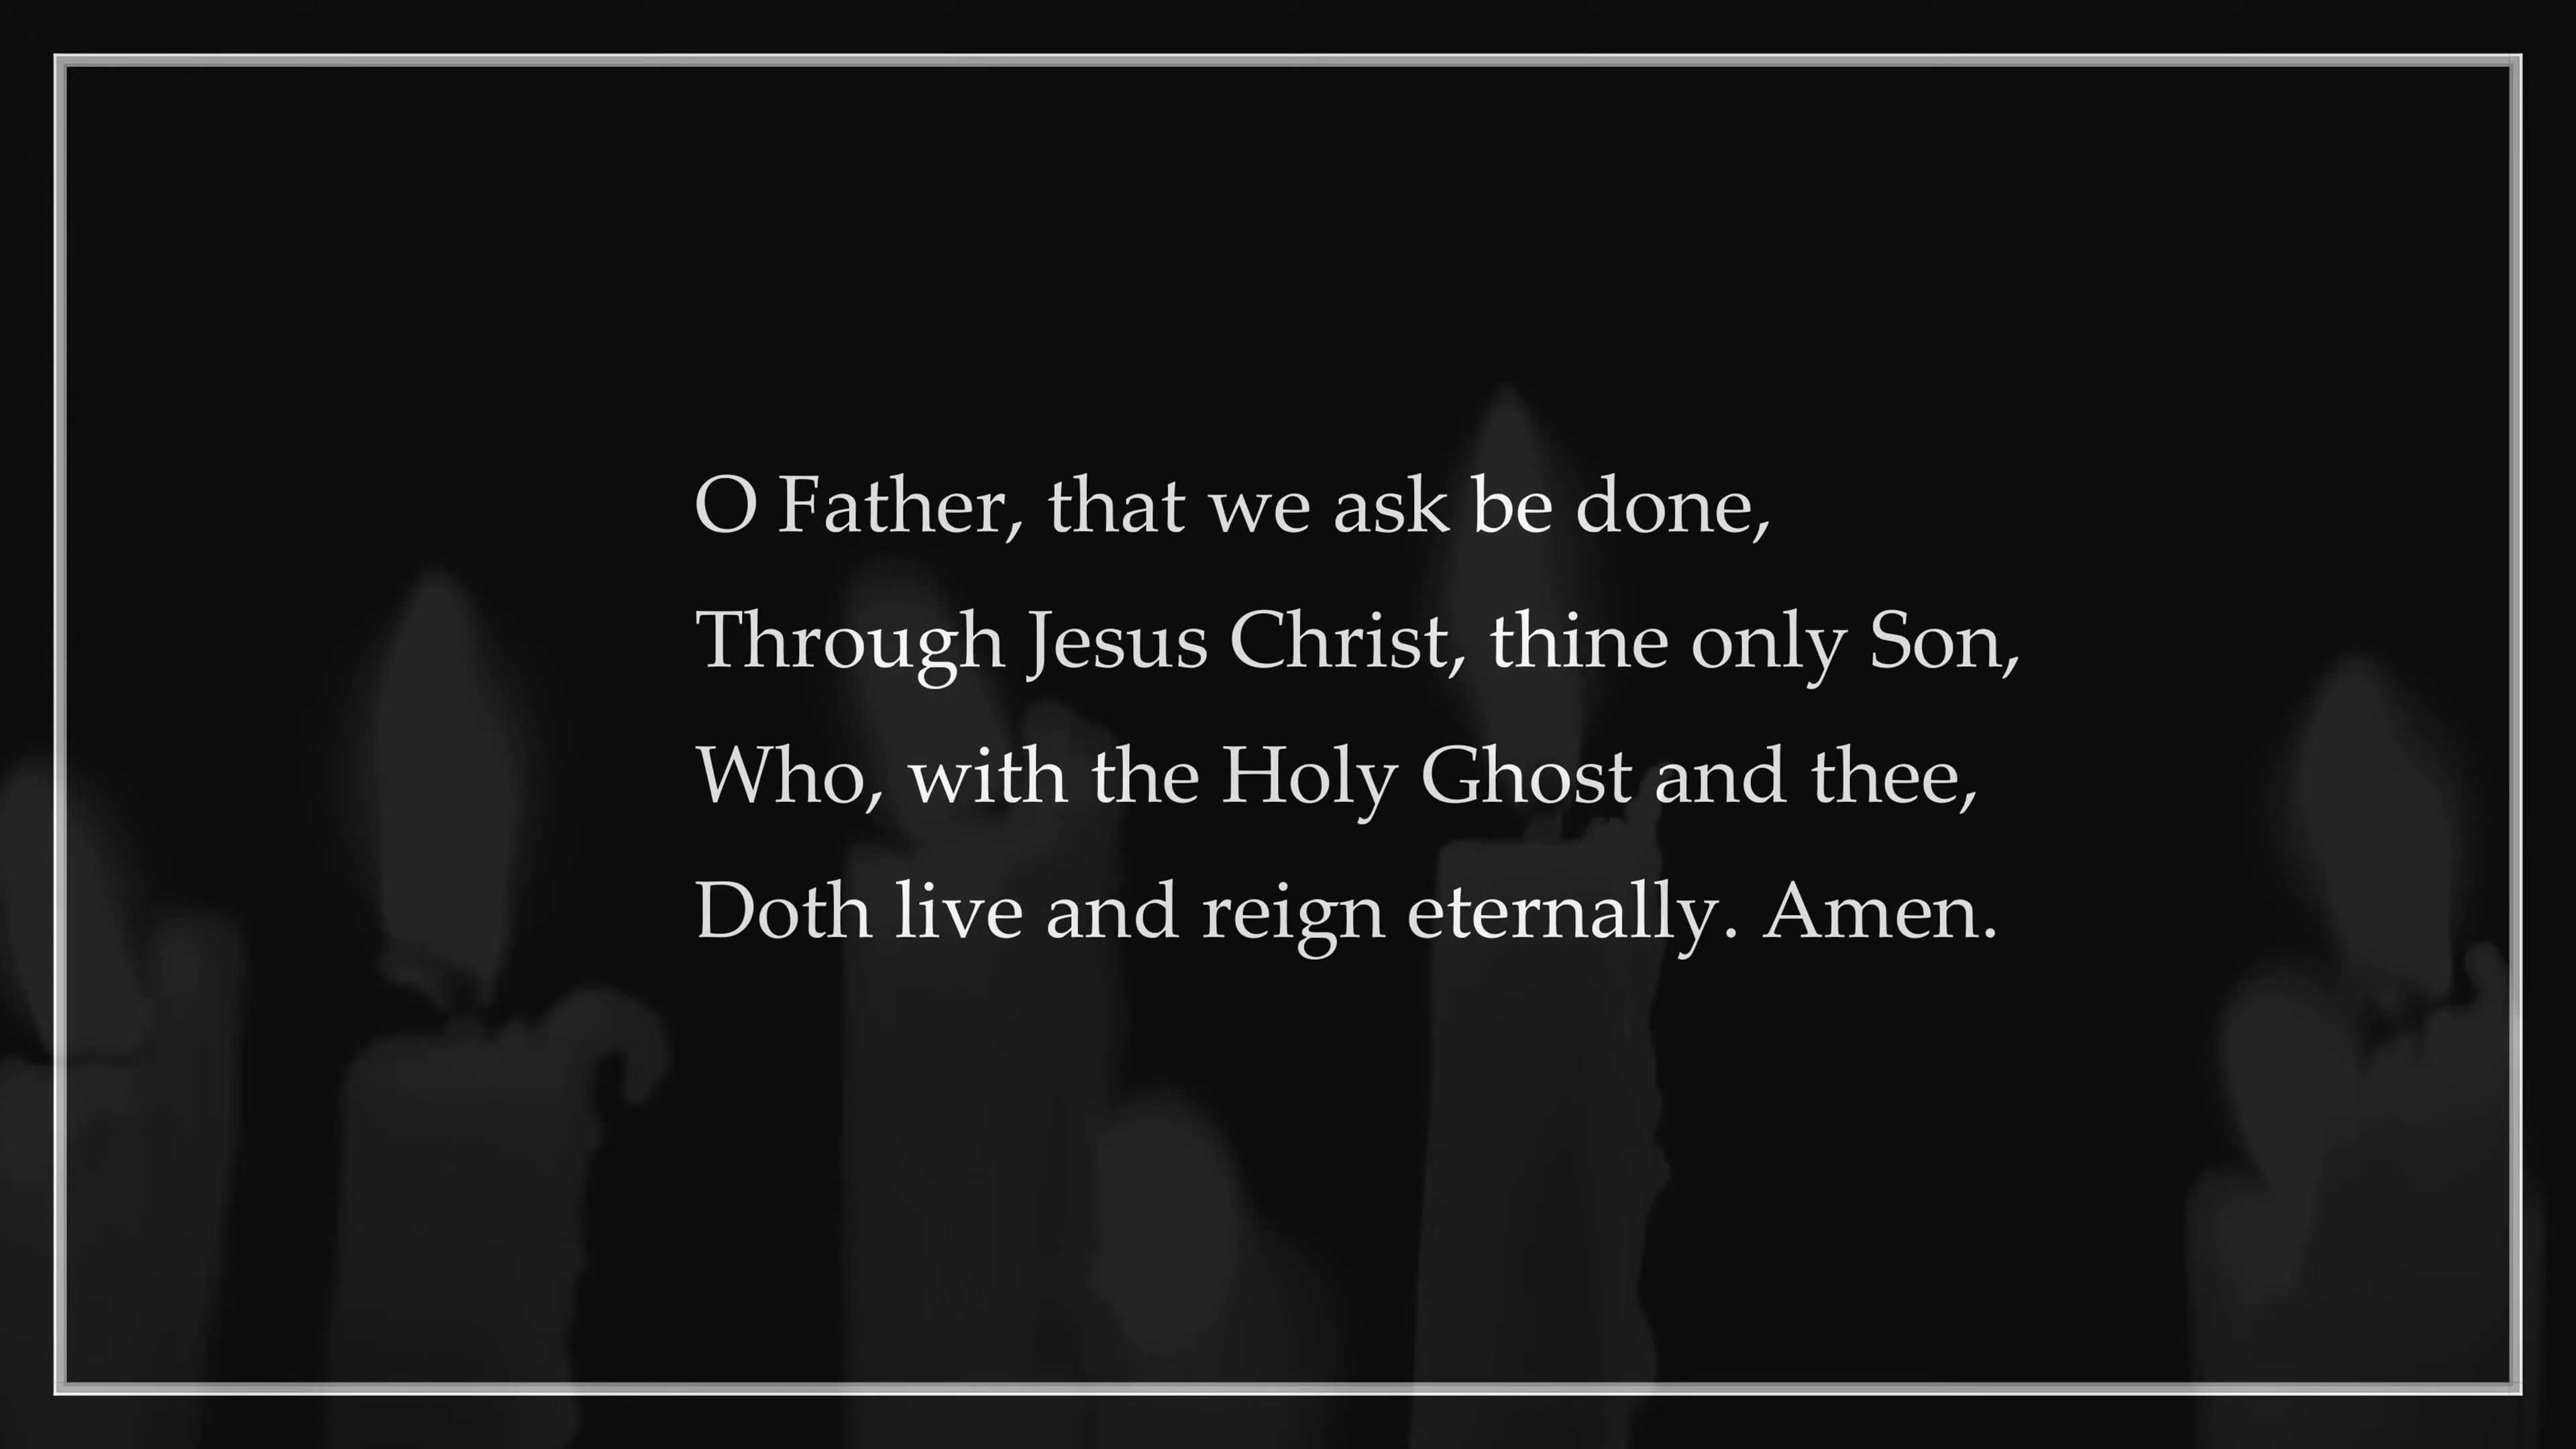 O Father, that we ask be done,
Through Jesus Christ, thine only Son,
Who, with the Holy Ghost and thee,
Doth live and reign eternally. Amen.